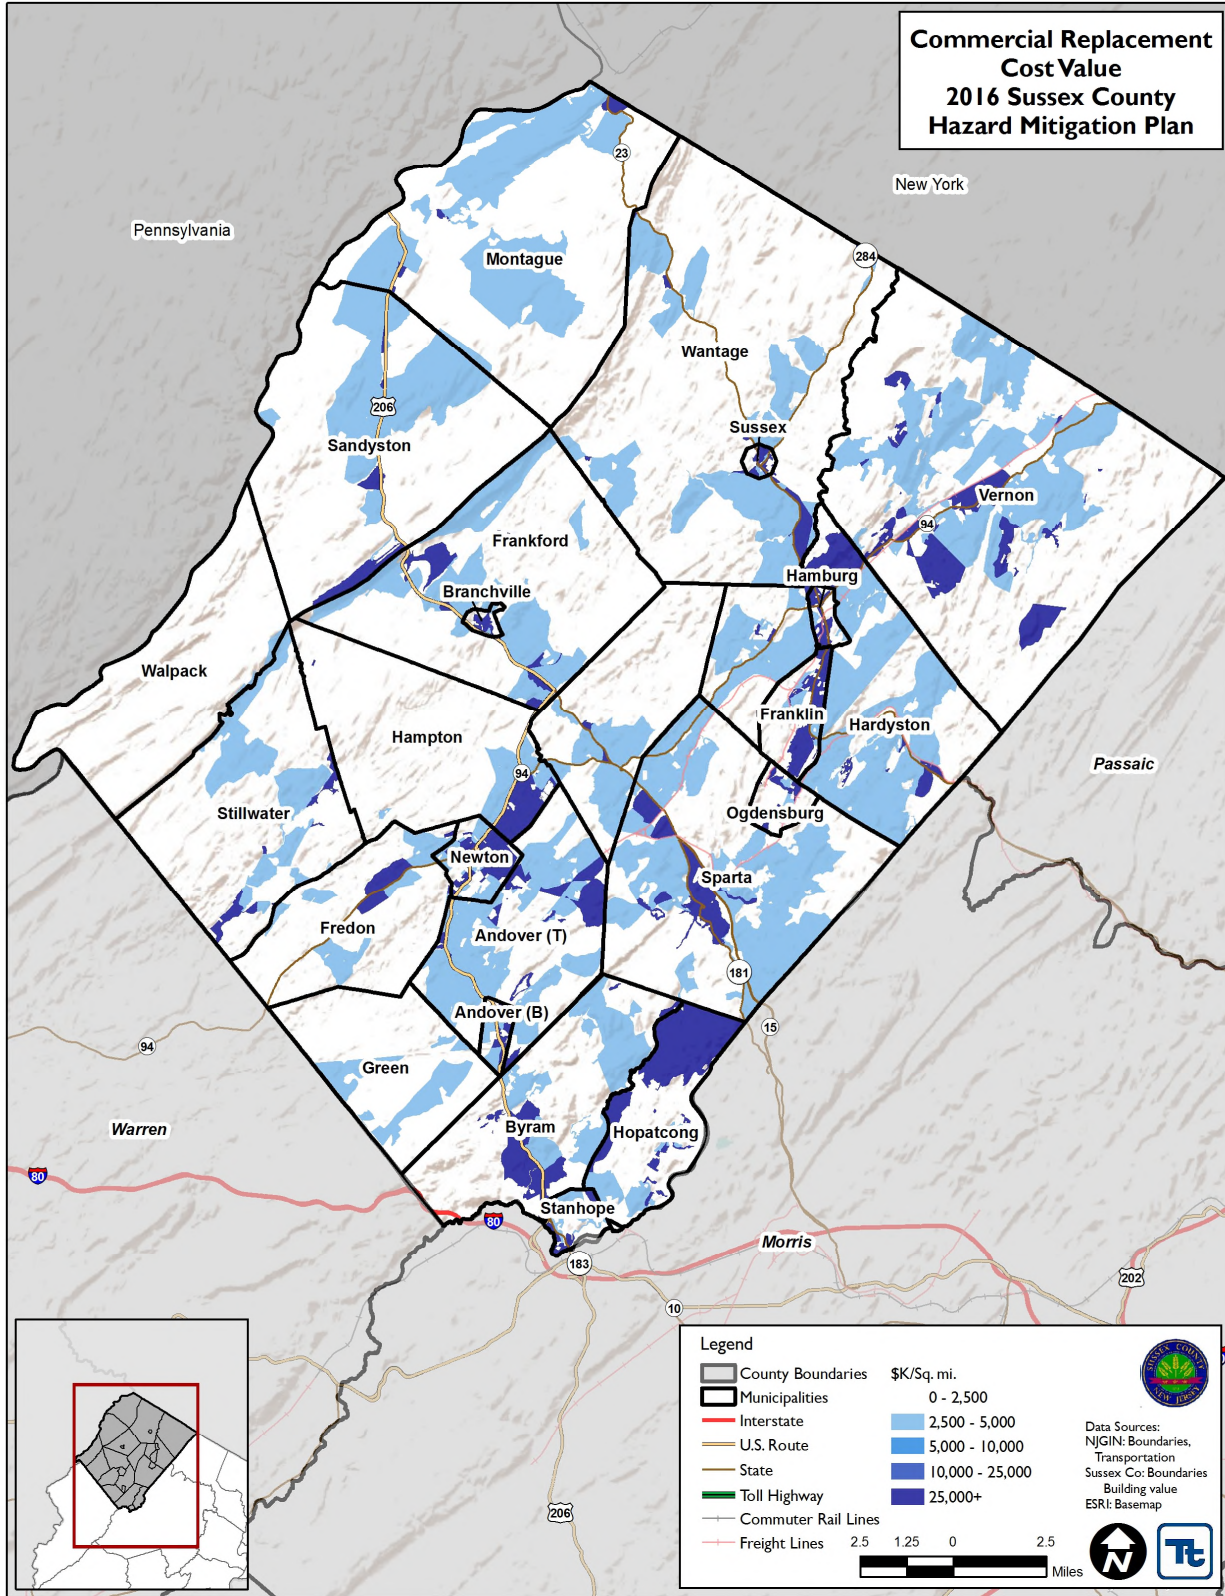 Commercial Replacement
Cost Value
2016 Sussex County
Hazard Mitigation Plan
New York
Pennsylvania
23
284
Montague
Wantage
206
Sussex
Sandyston
Vernon
94
Frankford
Hamburg
Branchville
Walpack
Franklin
Hardyston
Hampton
Passaic
94
Stillwater
Ogdensburg
Newton
Sparta
Fredon
Andover (T)
181
Andover (B)
15
94
Green
Warren
Byram
Hopatcong
80
Stanhope
80
Morris
183
202
10
206
Legend
County Boundaries
Municipalities
Interstate
U.S. Route
State
Toll Highway
Commuter Rail Lines
Freight Lines
$K/Sq. mi.
0 - 2,500
2,500 - 5,000
5,000 - 10,000
10,000 - 25,000
25,000+
SUSSEX COUNTY
NEW JERSEY
Data Sources:
NJGIN: Boundaries,
Transportation
Sussex Co: Boundaries
Building value
ESRI: Basemap
2.5 1.25 0 2.5
Miles
N
Tt